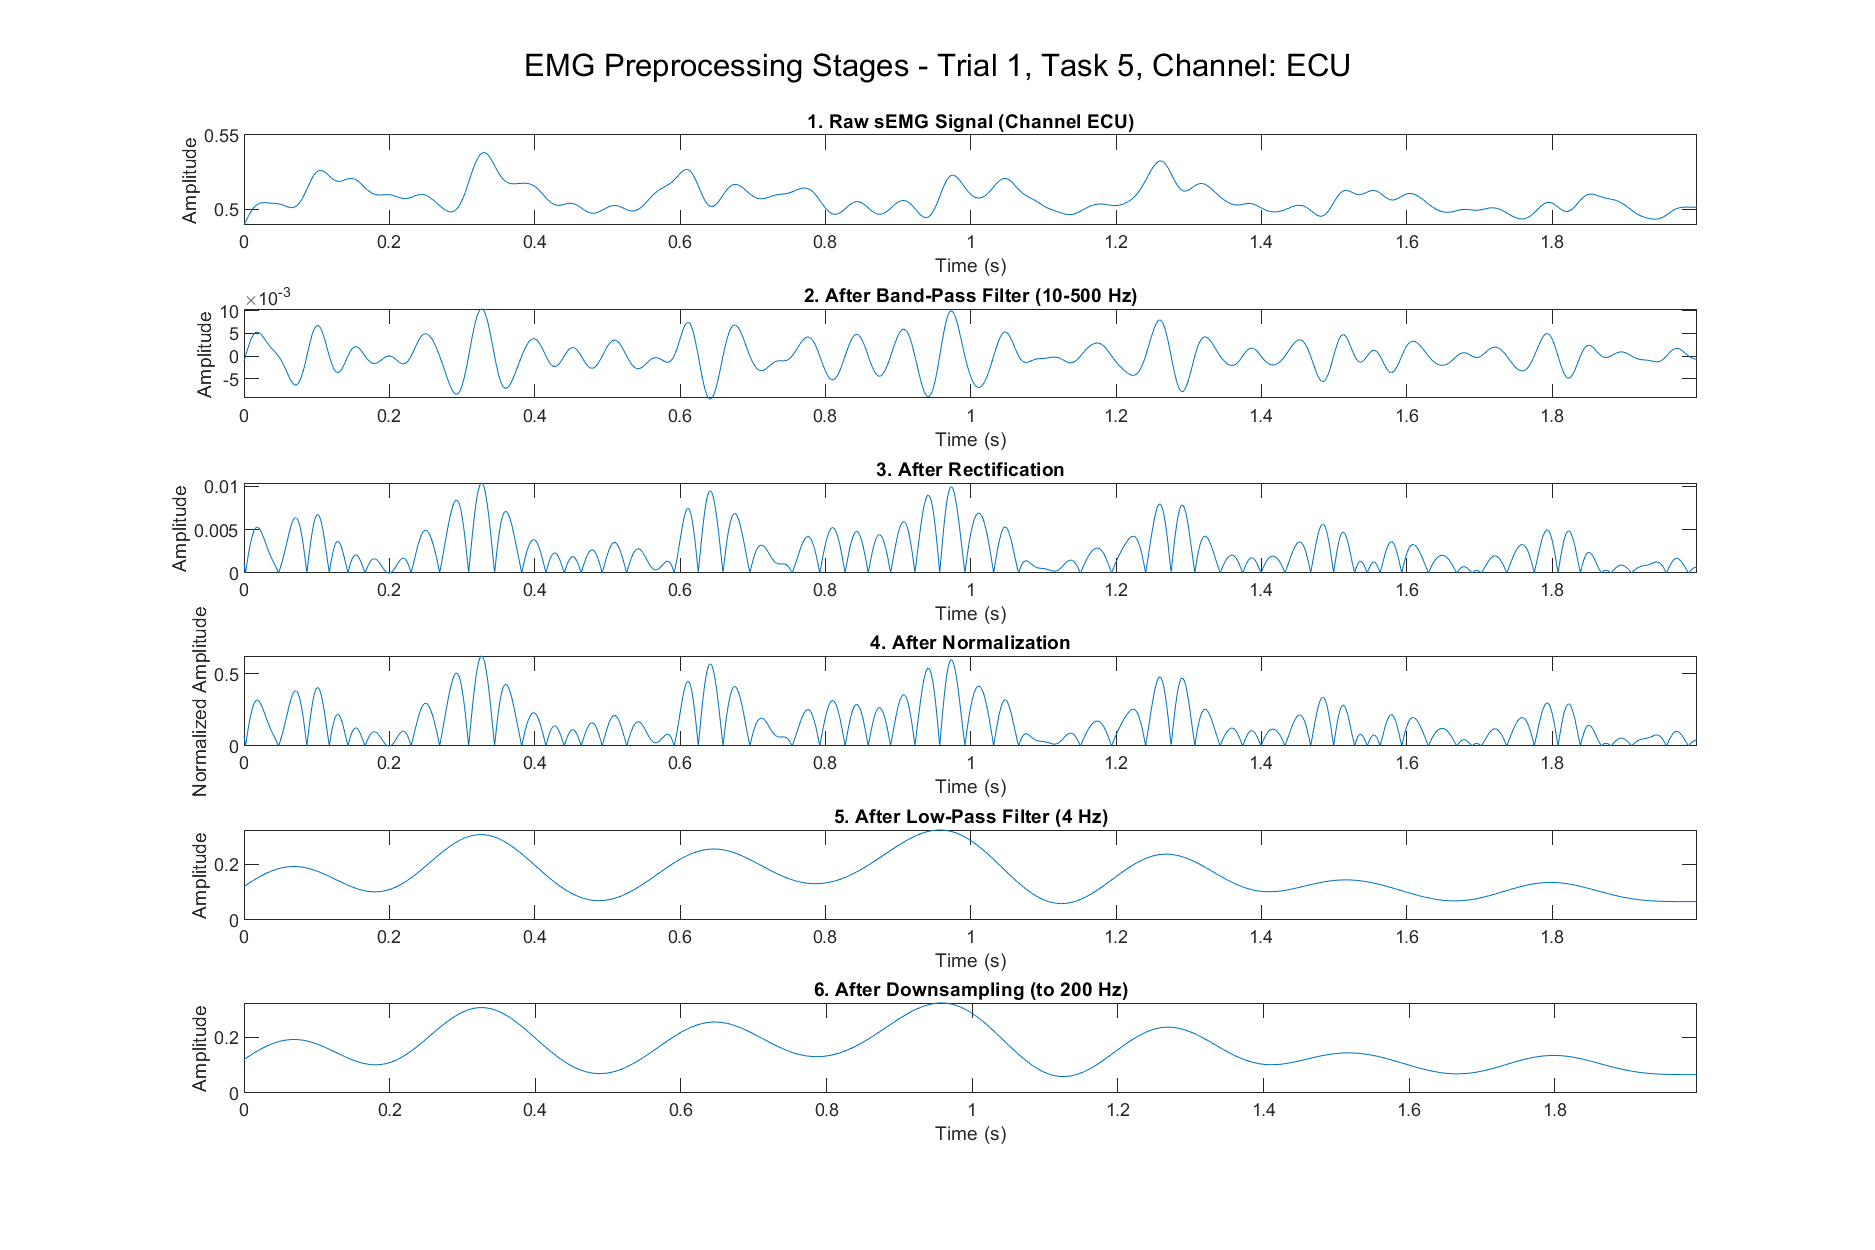 EMG Preprocessing Stages - Trial 1, Task 5, Channel: ECU
1. Raw sEMG Signal (Channel ECU)
Amplitude
0.55
0.5
0 0.2 0.4 0.6 0.8 1 1.2 1.4 1.6 1.8
Time (s)
2. After Band-Pass Filter (10-500 Hz)
×10⁻³
Amplitude
10
5
0
-5
0 0.2 0.4 0.6 0.8 1 1.2 1.4 1.6 1.8
Time (s)
3. After Rectification
Amplitude
0.01
0.005
0
0 0.2 0.4 0.6 0.8 1 1.2 1.4 1.6 1.8
Time (s)
4. After Normalization
Normalized Amplitude
0.5
0
0 0.2 0.4 0.6 0.8 1 1.2 1.4 1.6 1.8
Time (s)
5. After Low-Pass Filter (4 Hz)
Amplitude
0.2
0
0 0.2 0.4 0.6 0.8 1 1.2 1.4 1.6 1.8
Time (s)
6. After Downsampling (to 200 Hz)
Amplitude
0.2
0
0 0.2 0.4 0.6 0.8 1 1.2 1.4 1.6 1.8
Time (s)